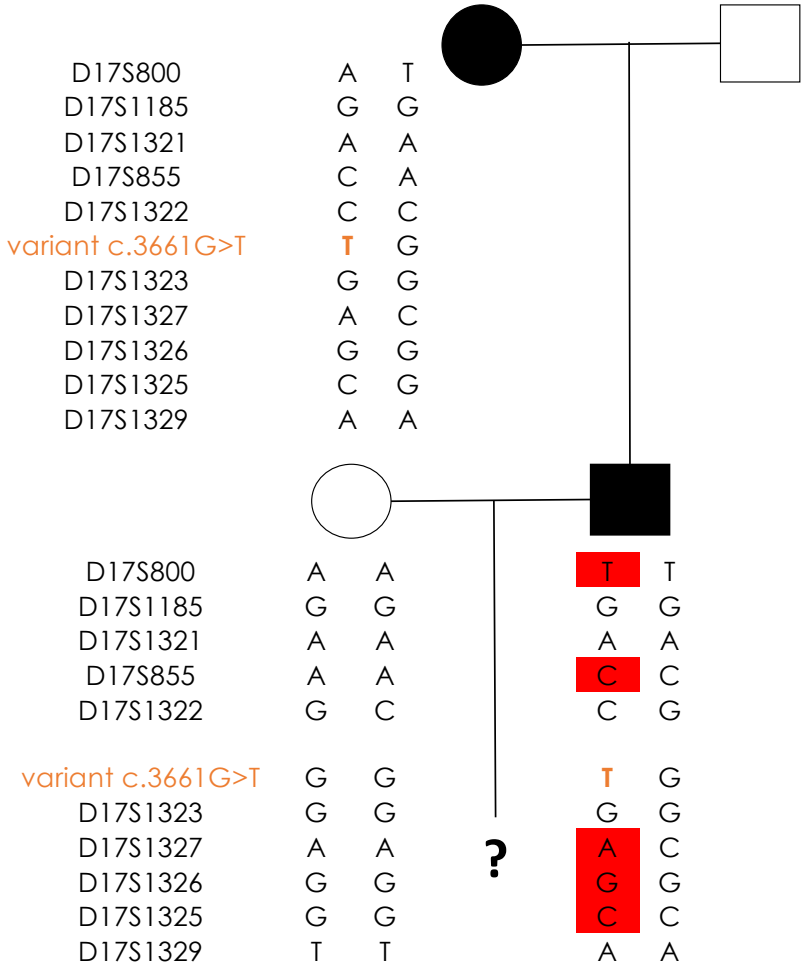 D17S800 A T
D17S1185 G G
D17S1321 A A
D17S855 C A
D17S1322 C C
variant c.3661G>T T G
D17S1323 G G
D17S1327 A C
D17S1326 G G
D17S1325 C G
D17S1329 A A
D17S800 A A T T
D17S1185 G G G G
D17S1321 A A A A
D17S855 A A C C
D17S1322 G C C G
variant c.3661G>T G G T G
D17S1323 G G G G
D17S1327 A A ? A C
D17S1326 G G G G
D17S1325 G G C C
D17S1329 T T A A